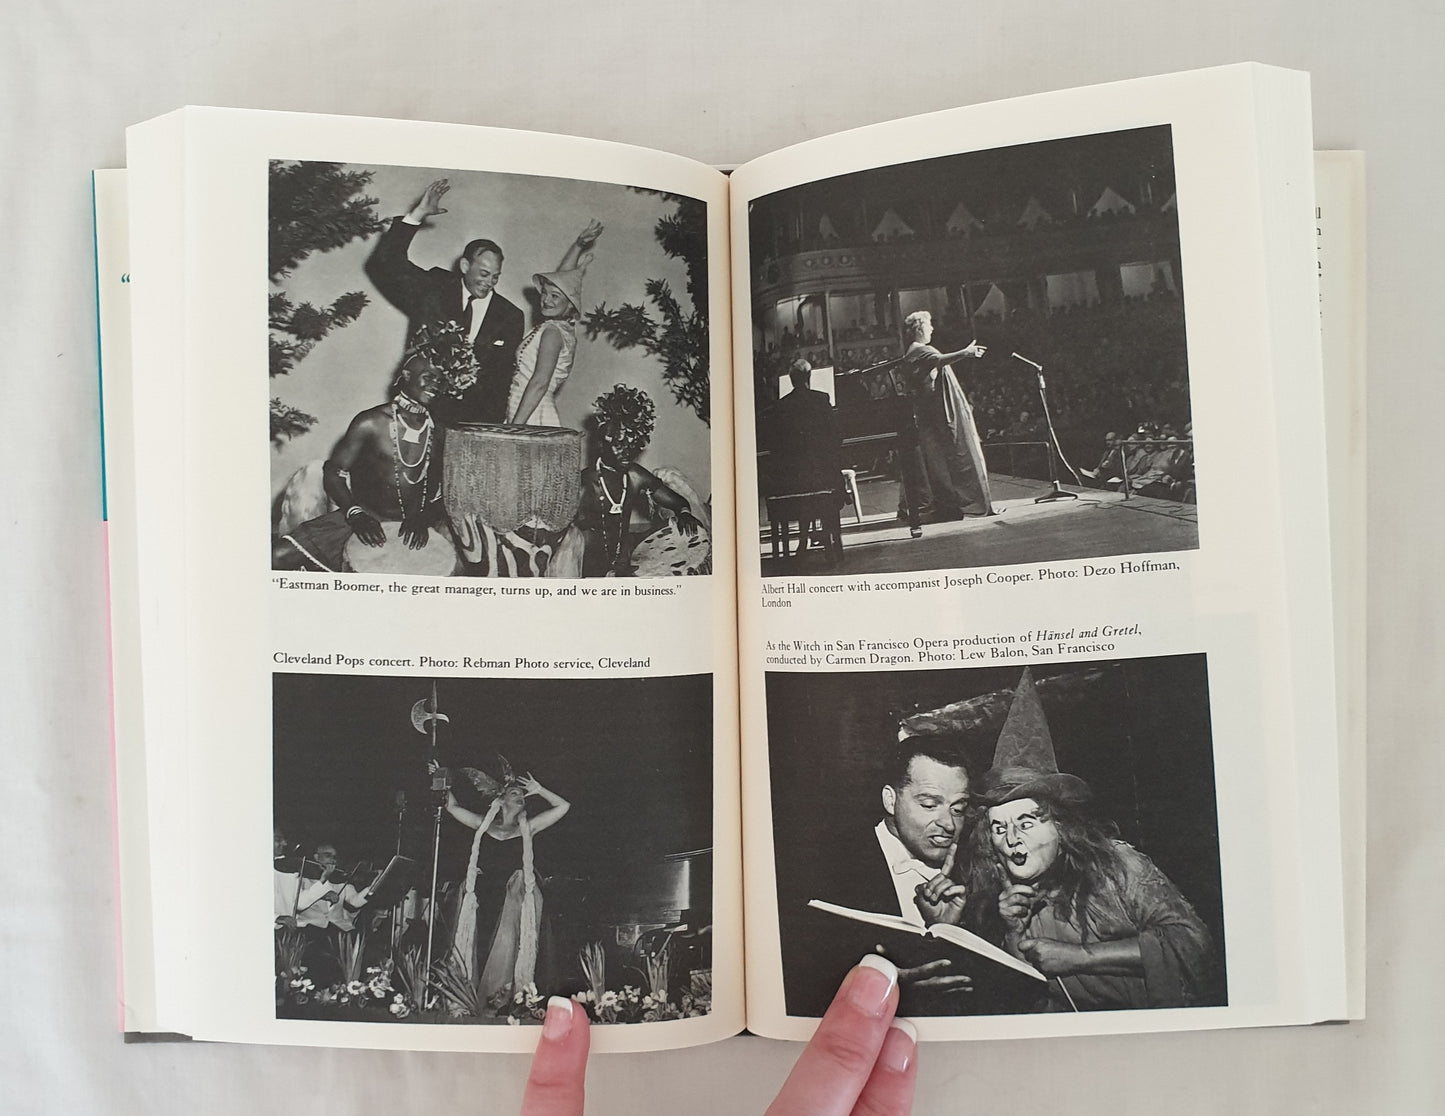 "Eastman Boomer, the great manager, turns up, and we are in business."
Cleveland Pops concert. Photo: Rebman Photo service, Cleveland
Albert Hall concert with accompanist Joseph Cooper. Photo: Dezo Hoffman,
London
As the Witch in San Francisco Opera production of Hänsel and Gretel,
conducted by Carmen Dragon. Photo: Lew Balon, San Francisco